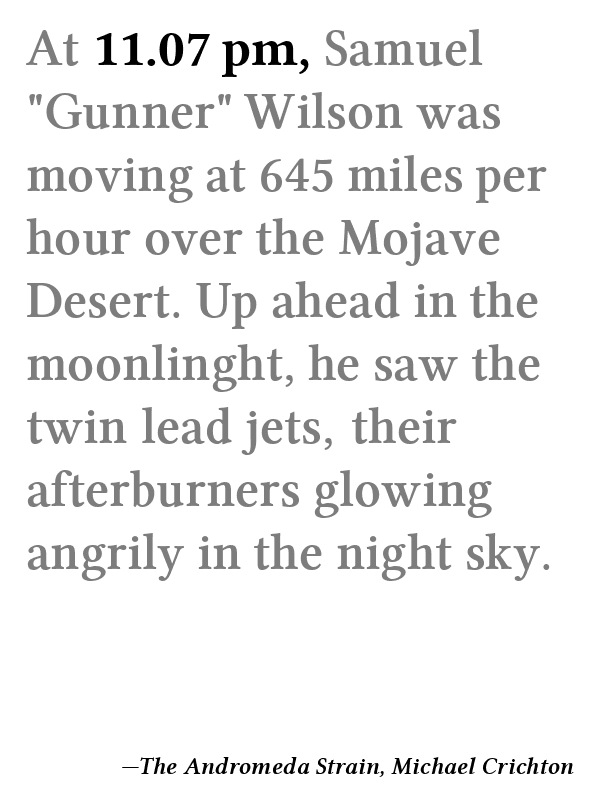 At 11.07 pm, Samuel
"Gunner" Wilson was
moving at 645 miles per
hour over the Mojave
Desert. Up ahead in the
moonlinght, he saw the
twin lead jets, their
afterburners glowing
angrily in the night sky.
—The Andromeda Strain, Michael Crichton